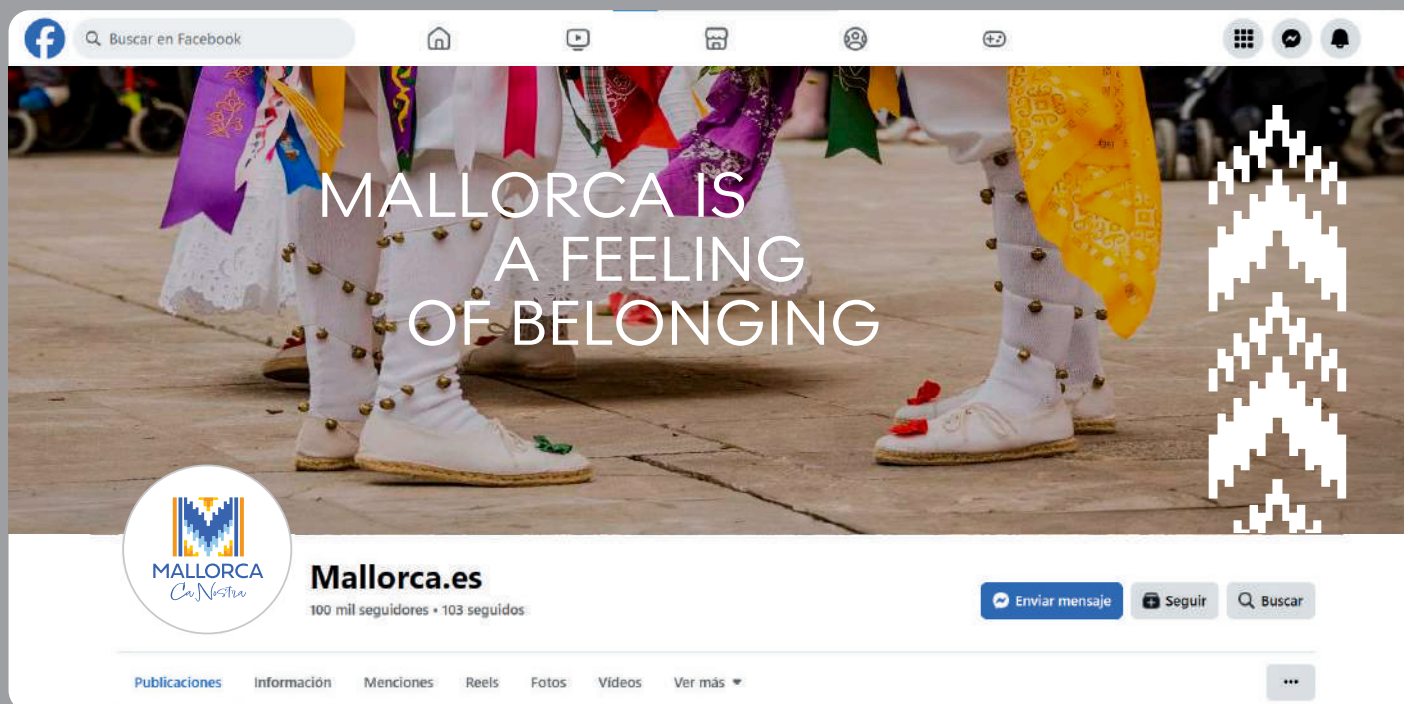 Buscar en Facebook
MALLORCA IS
A FEELING
OF BELONGING
MALLORCA
Ca Nostra
Mallorca.es
100 mil seguidores • 103 seguidos
Enviar mensaje
Seguir
Buscar
Publicaciones
Información
Menciones
Reels
Fotos
Vídeos
Ver más